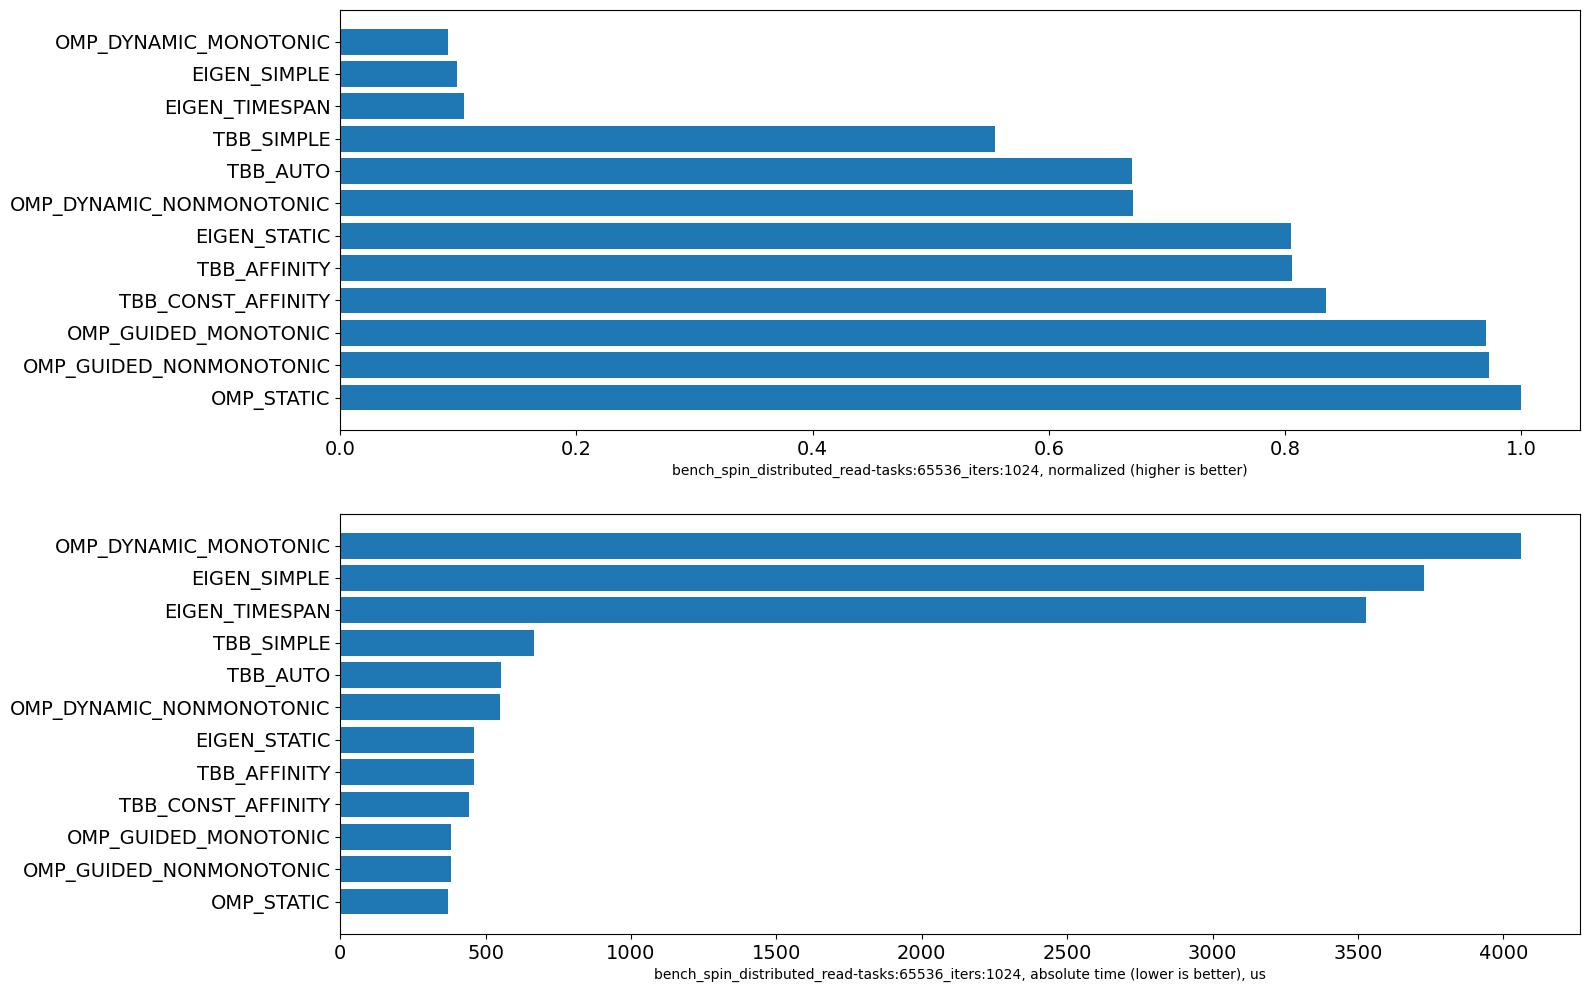 OMP_DYNAMIC_MONOTONIC
EIGEN_SIMPLE
EIGEN_TIMESPAN
TBB_SIMPLE
TBB_AUTO
OMP_DYNAMIC_NONMONOTONIC
EIGEN_STATIC
TBB_AFFINITY
TBB_CONST_AFFINITY
OMP_GUIDED_MONOTONIC
OMP_GUIDED_NONMONOTONIC
OMP_STATIC
0.0 0.2 0.4 0.6 0.8 1.0
bench_spin_distributed_read-tasks:65536_iters:1024, normalized (higher is better)
OMP_DYNAMIC_MONOTONIC
EIGEN_SIMPLE
EIGEN_TIMESPAN
TBB_SIMPLE
TBB_AUTO
OMP_DYNAMIC_NONMONOTONIC
EIGEN_STATIC
TBB_AFFINITY
TBB_CONST_AFFINITY
OMP_GUIDED_MONOTONIC
OMP_GUIDED_NONMONOTONIC
OMP_STATIC
0 500 1000 1500 2000 2500 3000 3500 4000
bench_spin_distributed_read-tasks:65536_iters:1024, absolute time (lower is better), us